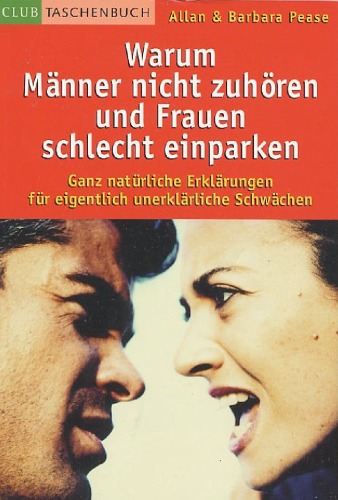 CLUB TASCHENBUCH
Allan & Barbara Pease
Warum
Männer nicht zuhören
und Frauen
schlecht einparken
Ganz natürliche Erklärungen
für eigentlich unerklärliche Schwächen